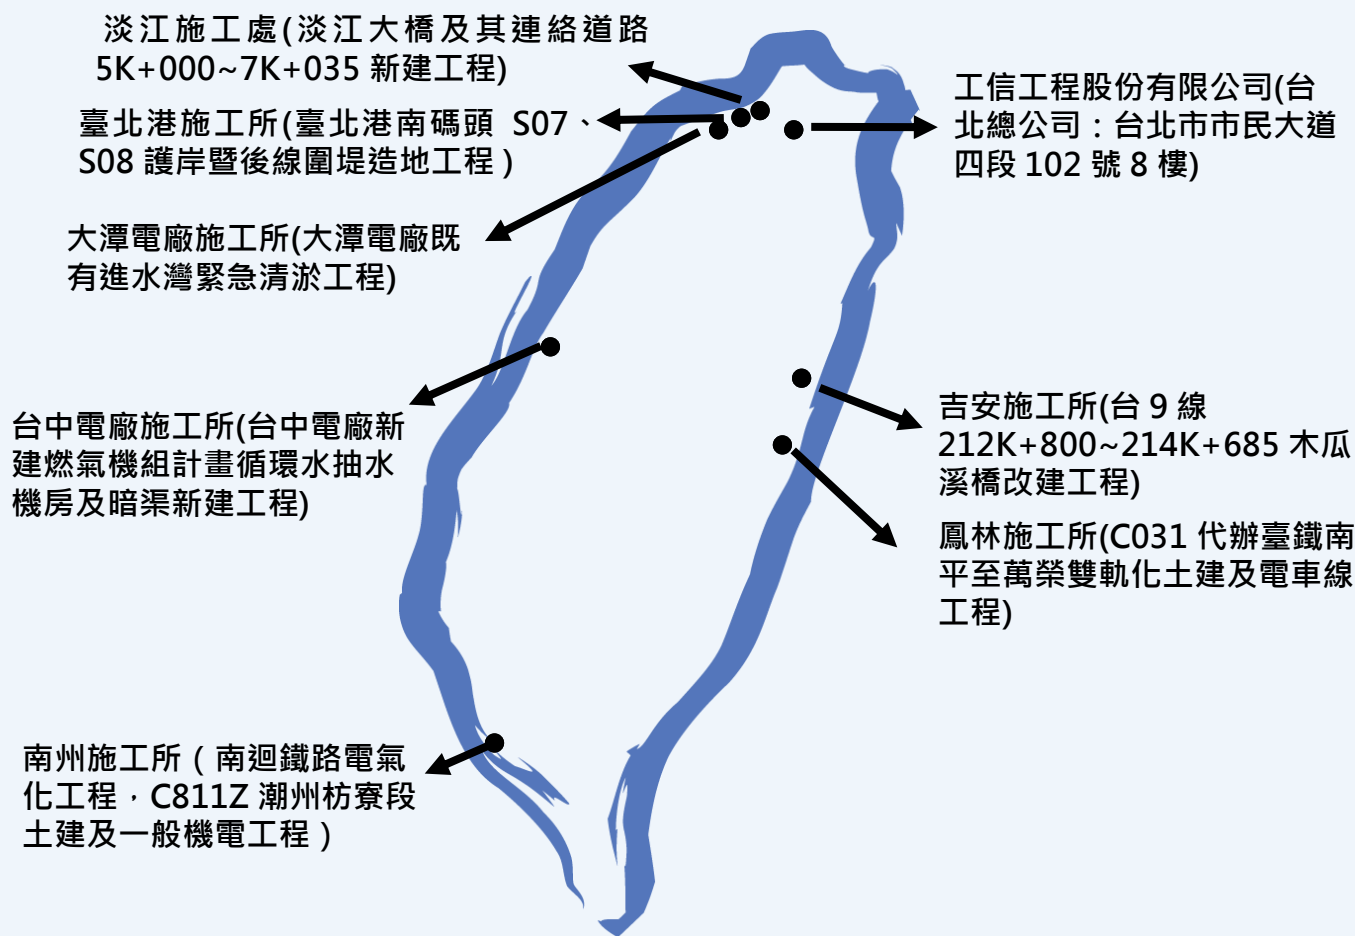 淡江施工處(淡江大橋及其連絡道路
5K+000~7K+035 新建工程)
臺北港施工所(臺北港南碼頭 S07、
S08 護岸暨後線圍堤造地工程)
大潭電廠施工所(大潭電廠既
有進水灣緊急清淤工程)
台中電廠施工所(台中電廠新
建燃氣機組計畫循環水抽水
機房及暗渠新建工程)
南州施工所(南迴鐵路電氣
化工程,C811Z 潮州枋寮段
土建及一般機電工程)
工信工程股份有限公司(台
北總公司:台北市市民大道
四段 102 號 8 樓)
吉安施工所(台 9 線
212K+800~214K+685 木瓜
溪橋改建工程)
鳳林施工所(C031 代辦臺鐵南
平至萬榮雙軌化土建及電車線
工程)